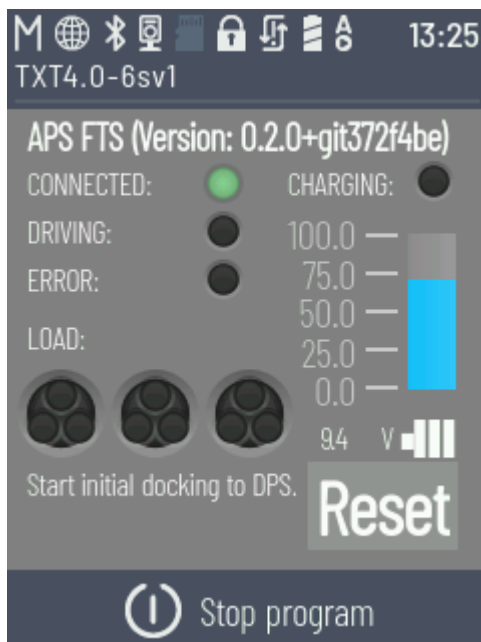 M 13:25
TXT4.0-6sv1
APS FTS (Version: 0.2.0+git372f4be)
CONNECTED: CHARGING:
DRIVING: 100.0
75.0
ERROR:
50.0
LOAD:
25.0
0.0
9.4 V
Start initial docking to DPS.
Reset
Stop program